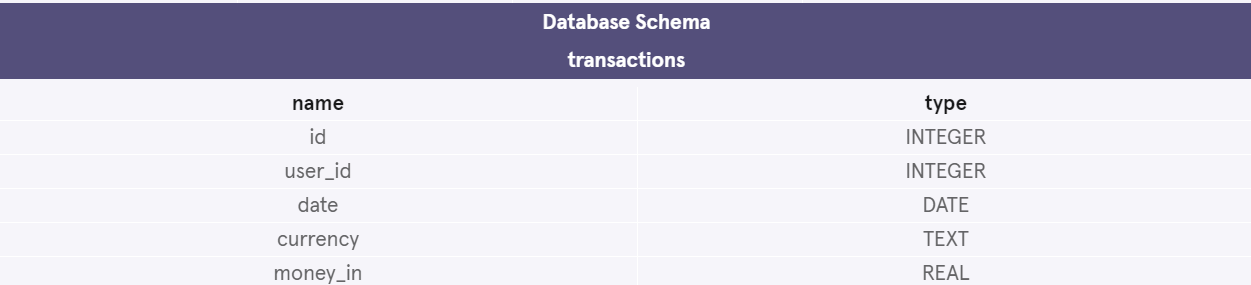 Database Schema
transactions
name type
id INTEGER
user_id INTEGER
date DATE
currency TEXT
money_in REAL